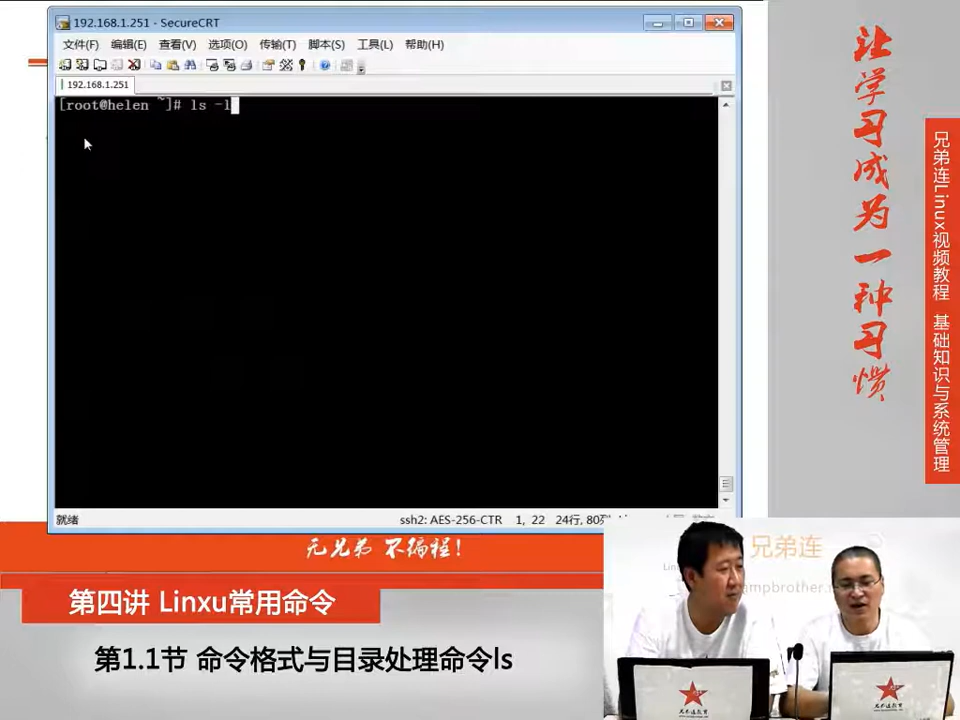 192.168.1.251 - SecureCRT
文件(F) 编辑(E) 查看(V) 选项(O) 传输(T) 脚本(S) 工具(L) 帮助(H)
192.168.1.251
[root@helen ~]# ls -l
就绪
ssh2: AES-256-CTR 1, 22 24行, 80
让学习成为一种习惯
兄弟连Linux视频教程 基础知识与系统管理
无兄弟 不编程!
兄弟连
mpbrother.
第四讲 Linxu常用命令
第1.1节 命令格式与目录处理命令ls